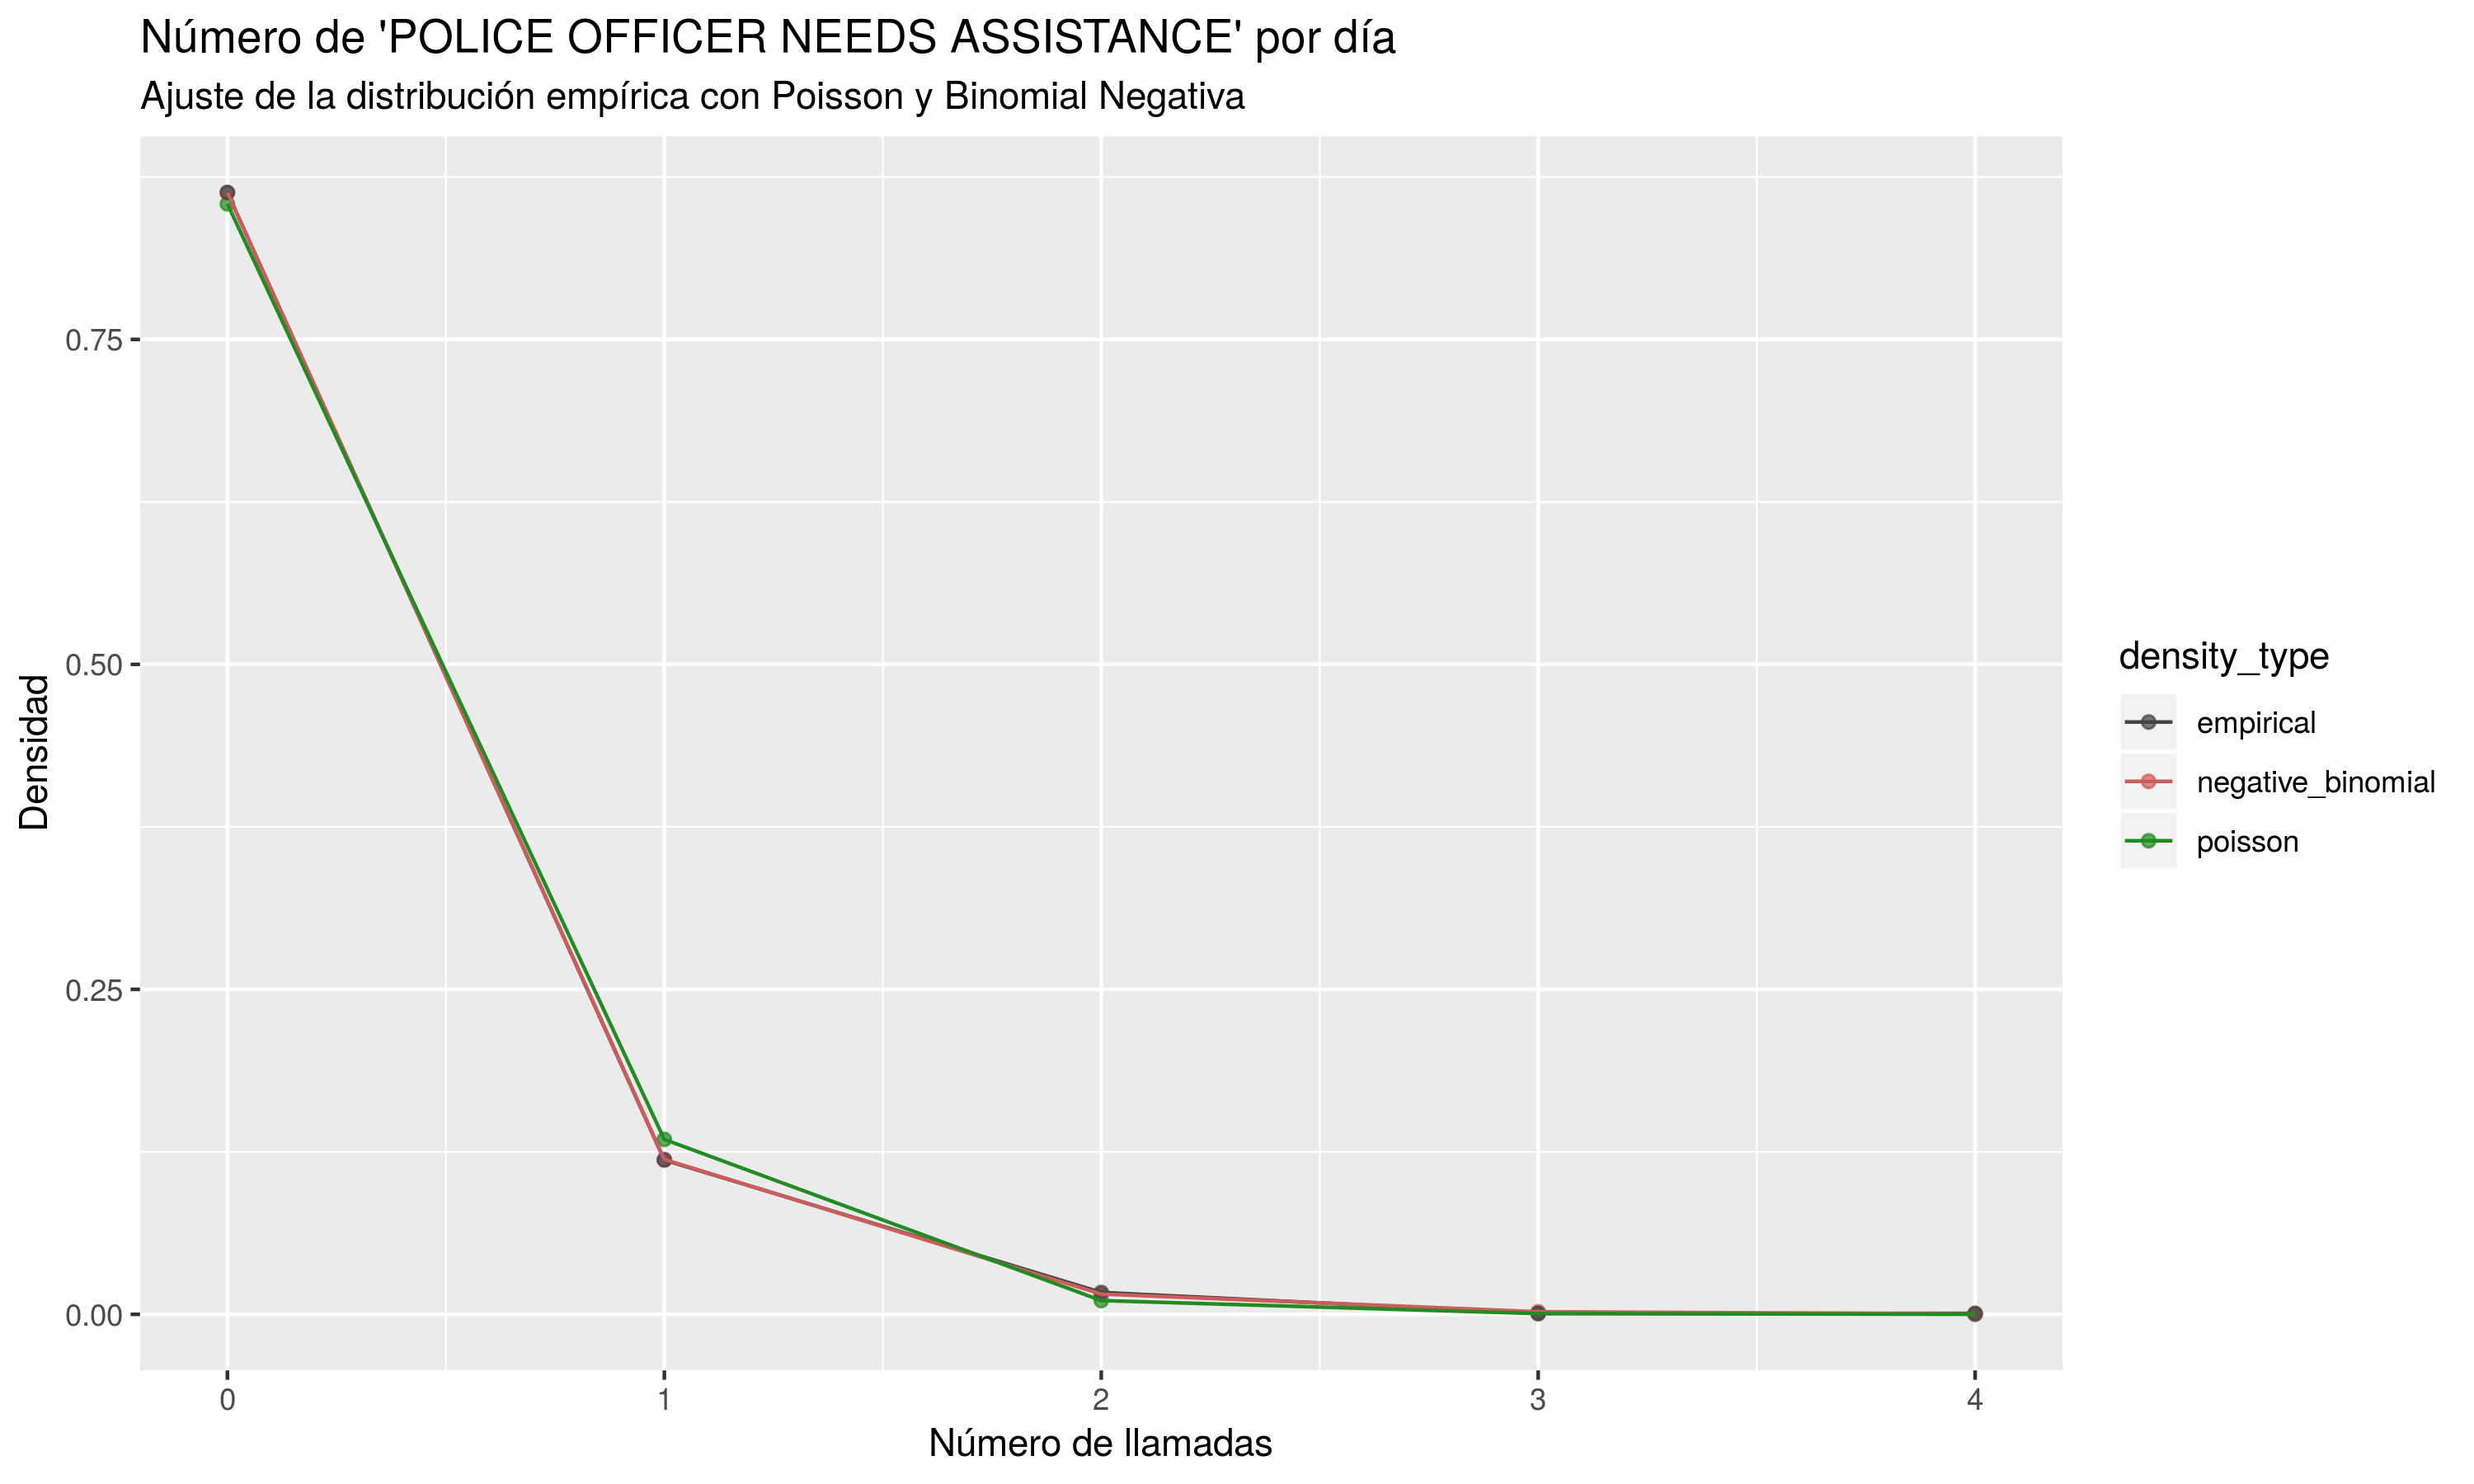 Número de 'POLICE OFFICER NEEDS ASSISTANCE' por día
Ajuste de la distribución empírica con Poisson y Binomial Negativa
Densidad
0.75
0.50
0.25
0.00
0
1
2
3
4
Número de llamadas
density_type
empirical
negative_binomial
poisson